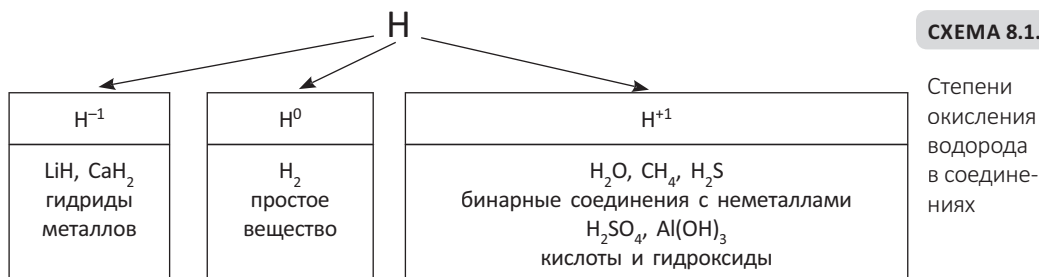 H
СХЕМА 8.1.
Степени
окисления
водорода
в соедине-
ниях
H⁻¹
LiH, CaH₂
гидриды
металлов
H⁰
H₂
простое
вещество
H⁺¹
H₂O, CH₄, H₂S
бинарные соединения с неметаллами
H₂SO₄, Al(OH)₃
кислоты и гидроксиды